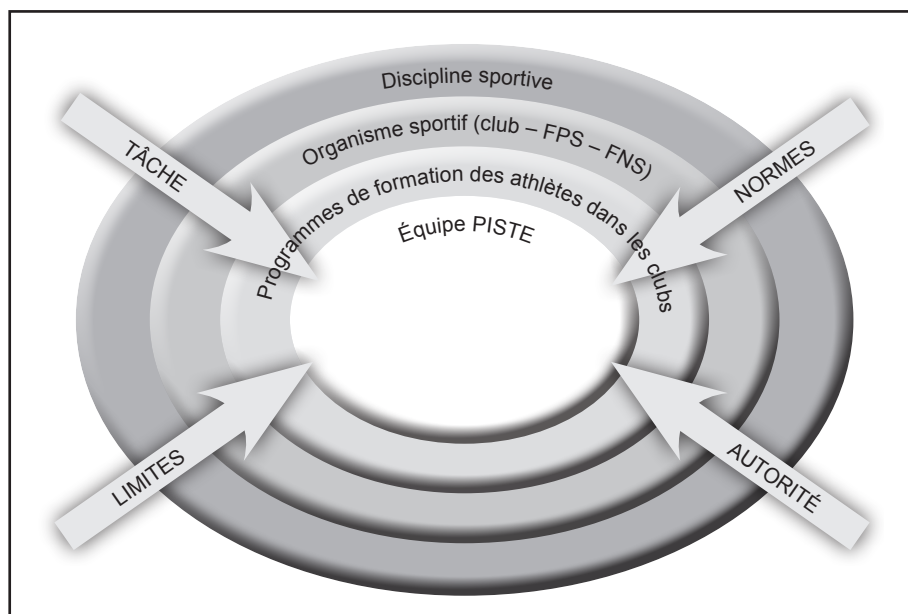 Discipline sportive
Organisme sportif (club – FPS – FNS)
Programmes de formation des athlètes dans les clubs
Équipe PISTE
TÂCHE
NORMES
LIMITES
AUTORITÉ